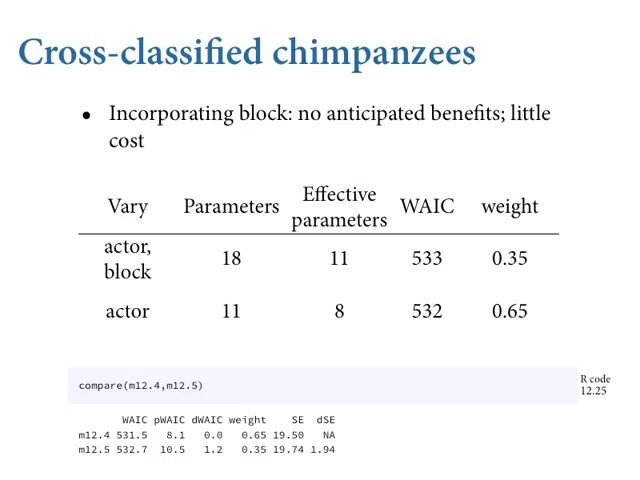 Cross-classified chimpanzees
• Incorporating block: no anticipated benefits; little
cost
Vary Parameters Effective parameters WAIC weight
actor, block 18 11 533 0.35
actor 11 8 532 0.65
compare(m12.4,m12.5)
R code
12.25
WAIC pWAIC dWAIC weight SE dSE
m12.4 531.5 8.1 0.0 0.65 19.50 NA
m12.5 532.7 10.5 1.2 0.35 19.74 1.94